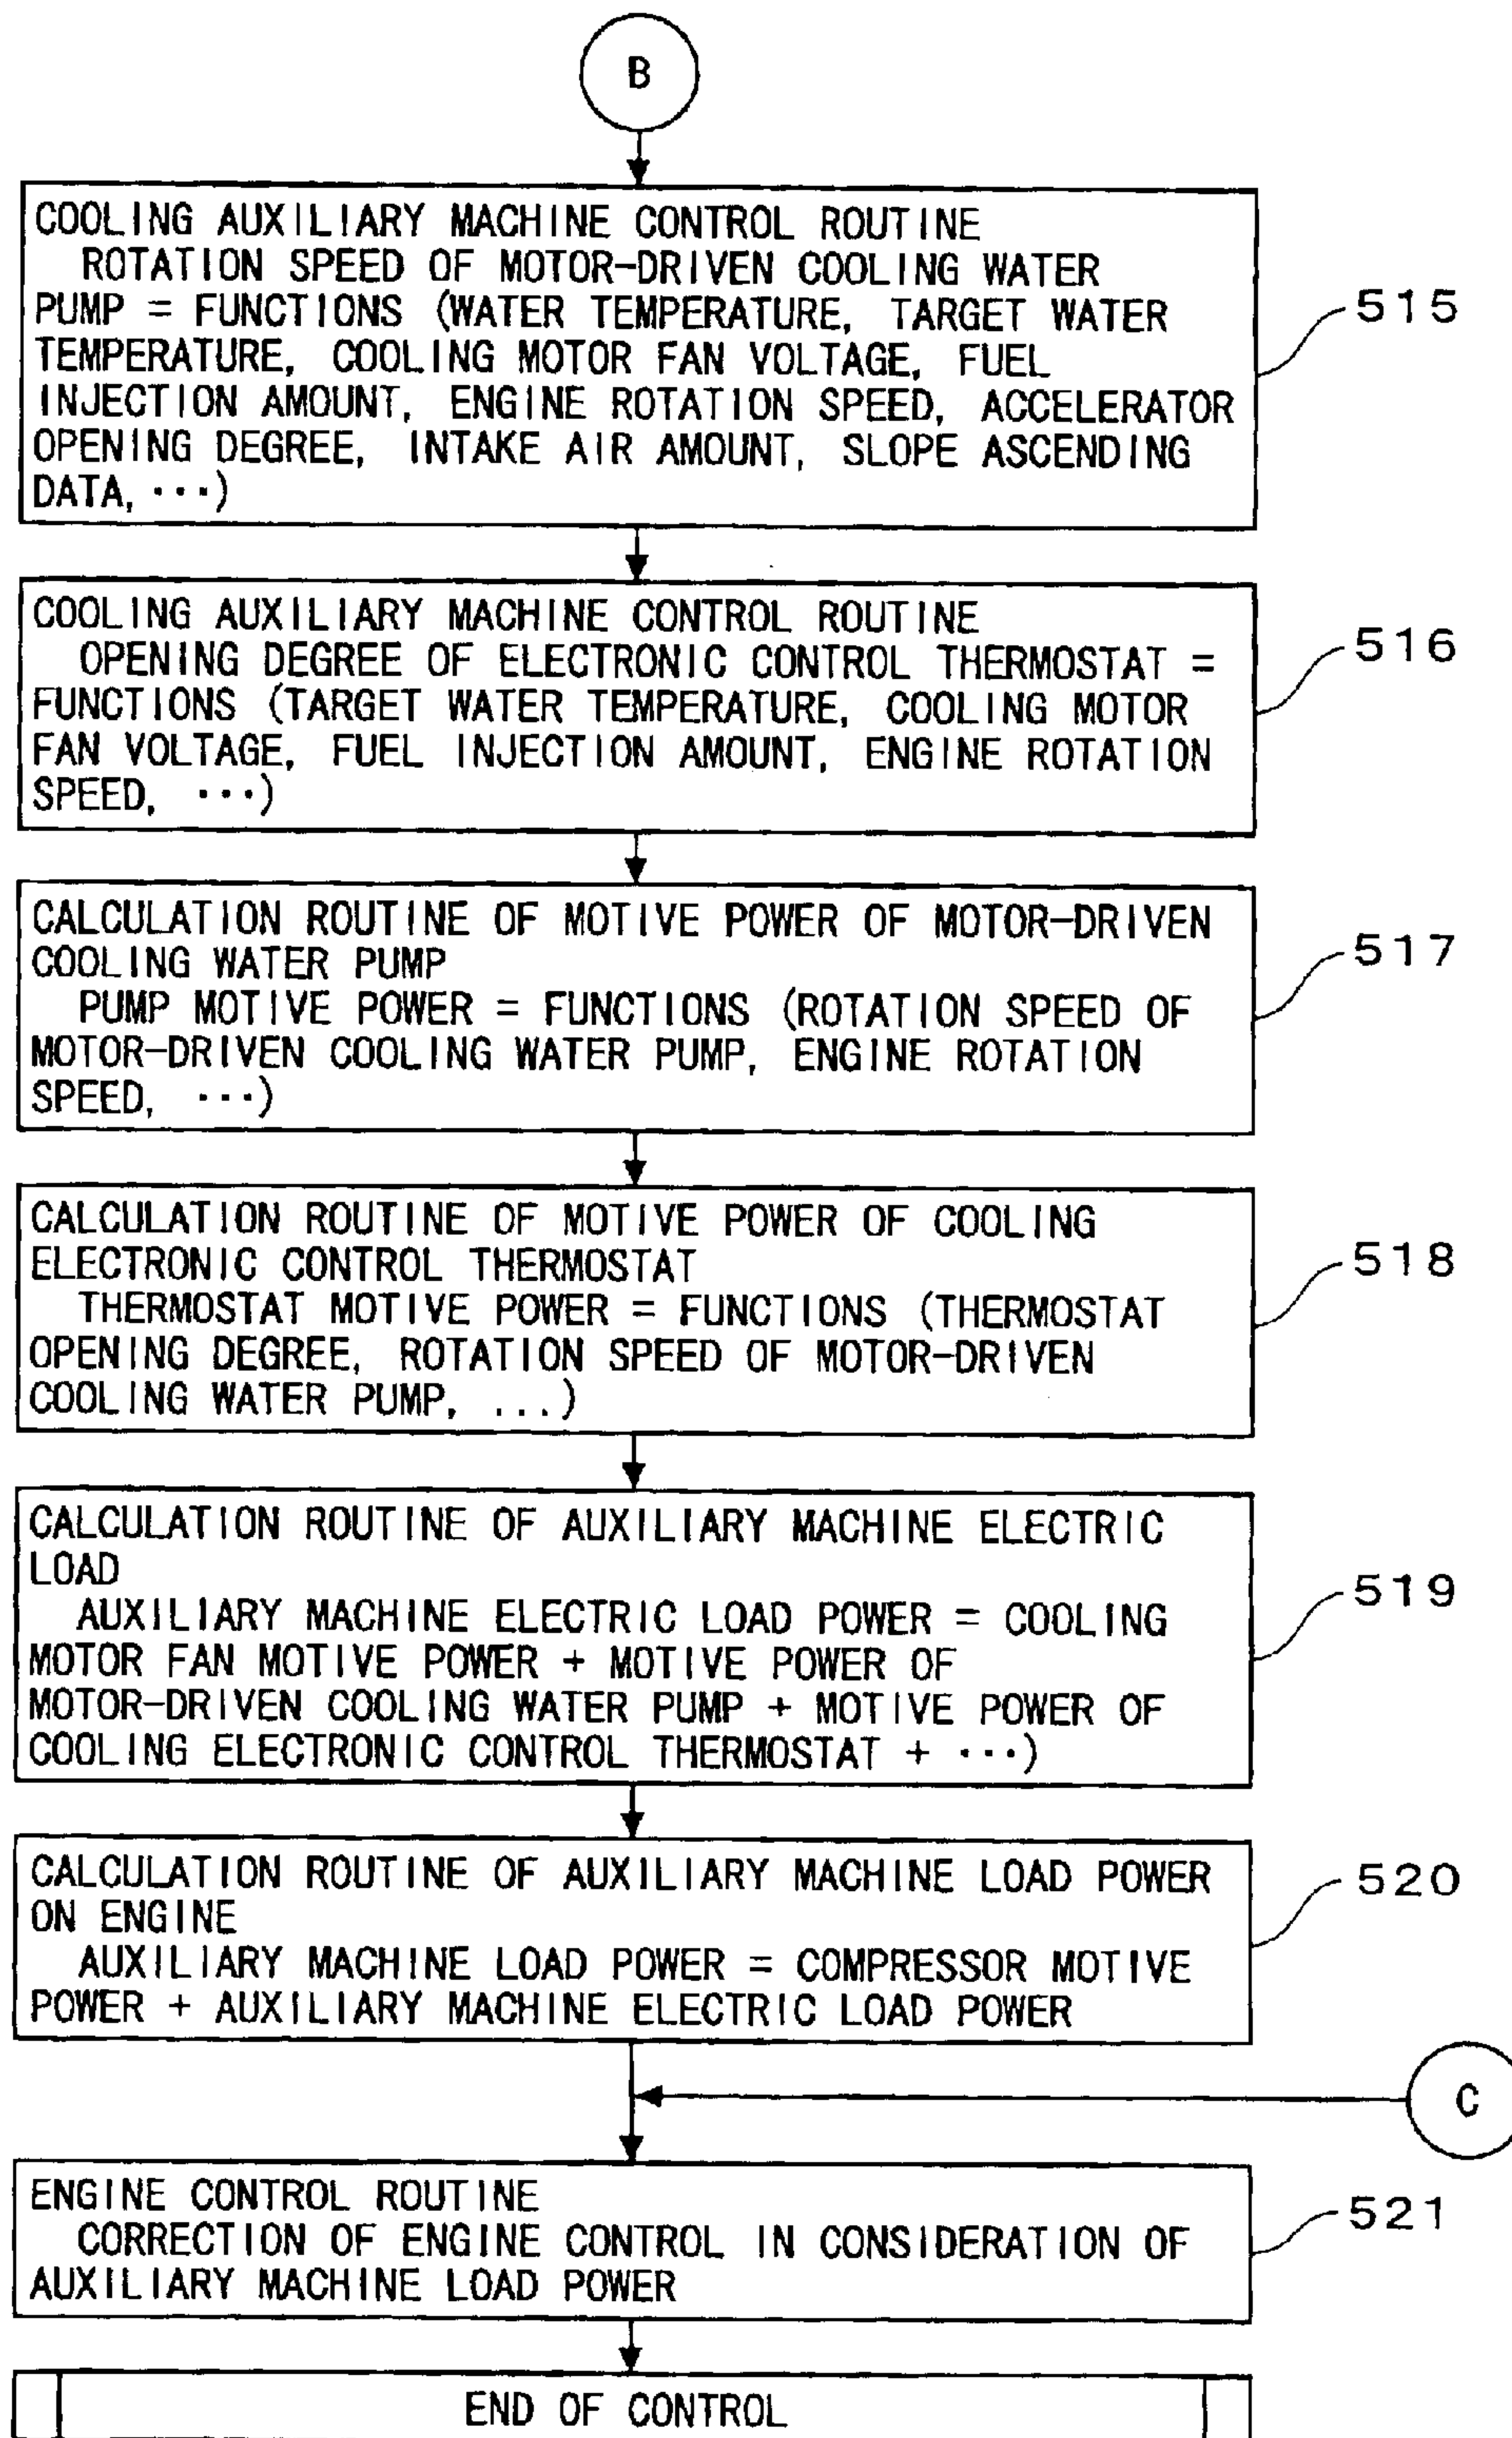 B
COOLING AUXILIARY MACHINE CONTROL ROUTINE
ROTATION SPEED OF MOTOR-DRIVEN COOLING WATER
PUMP = FUNCTIONS (WATER TEMPERATURE, TARGET WATER
TEMPERATURE, COOLING MOTOR FAN VOLTAGE, FUEL
INJECTION AMOUNT, ENGINE ROTATION SPEED, ACCELERATOR
OPENING DEGREE, INTAKE AIR AMOUNT, SLOPE ASCENDING
DATA, ···)
515
COOLING AUXILIARY MACHINE CONTROL ROUTINE
OPENING DEGREE OF ELECTRONIC CONTROL THERMOSTAT =
FUNCTIONS (TARGET WATER TEMPERATURE, COOLING MOTOR
FAN VOLTAGE, FUEL INJECTION AMOUNT, ENGINE ROTATION
SPEED, ···)
516
CALCULATION ROUTINE OF MOTIVE POWER OF MOTOR-DRIVEN
COOLING WATER PUMP
PUMP MOTIVE POWER = FUNCTIONS (ROTATION SPEED OF
MOTOR-DRIVEN COOLING WATER PUMP, ENGINE ROTATION
SPEED, ···)
517
CALCULATION ROUTINE OF MOTIVE POWER OF COOLING
ELECTRONIC CONTROL THERMOSTAT
THERMOSTAT MOTIVE POWER = FUNCTIONS (THERMOSTAT
OPENING DEGREE, ROTATION SPEED OF MOTOR-DRIVEN
COOLING WATER PUMP, ...)
518
CALCULATION ROUTINE OF AUXILIARY MACHINE ELECTRIC
LOAD
AUXILIARY MACHINE ELECTRIC LOAD POWER = COOLING
MOTOR FAN MOTIVE POWER + MOTIVE POWER OF
MOTOR-DRIVEN COOLING WATER PUMP + MOTIVE POWER OF
COOLING ELECTRONIC CONTROL THERMOSTAT + ···)
519
CALCULATION ROUTINE OF AUXILIARY MACHINE LOAD POWER
ON ENGINE
AUXILIARY MACHINE LOAD POWER = COMPRESSOR MOTIVE
POWER + AUXILIARY MACHINE ELECTRIC LOAD POWER
520
C
ENGINE CONTROL ROUTINE
CORRECTION OF ENGINE CONTROL IN CONSIDERATION OF
AUXILIARY MACHINE LOAD POWER
521
END OF CONTROL